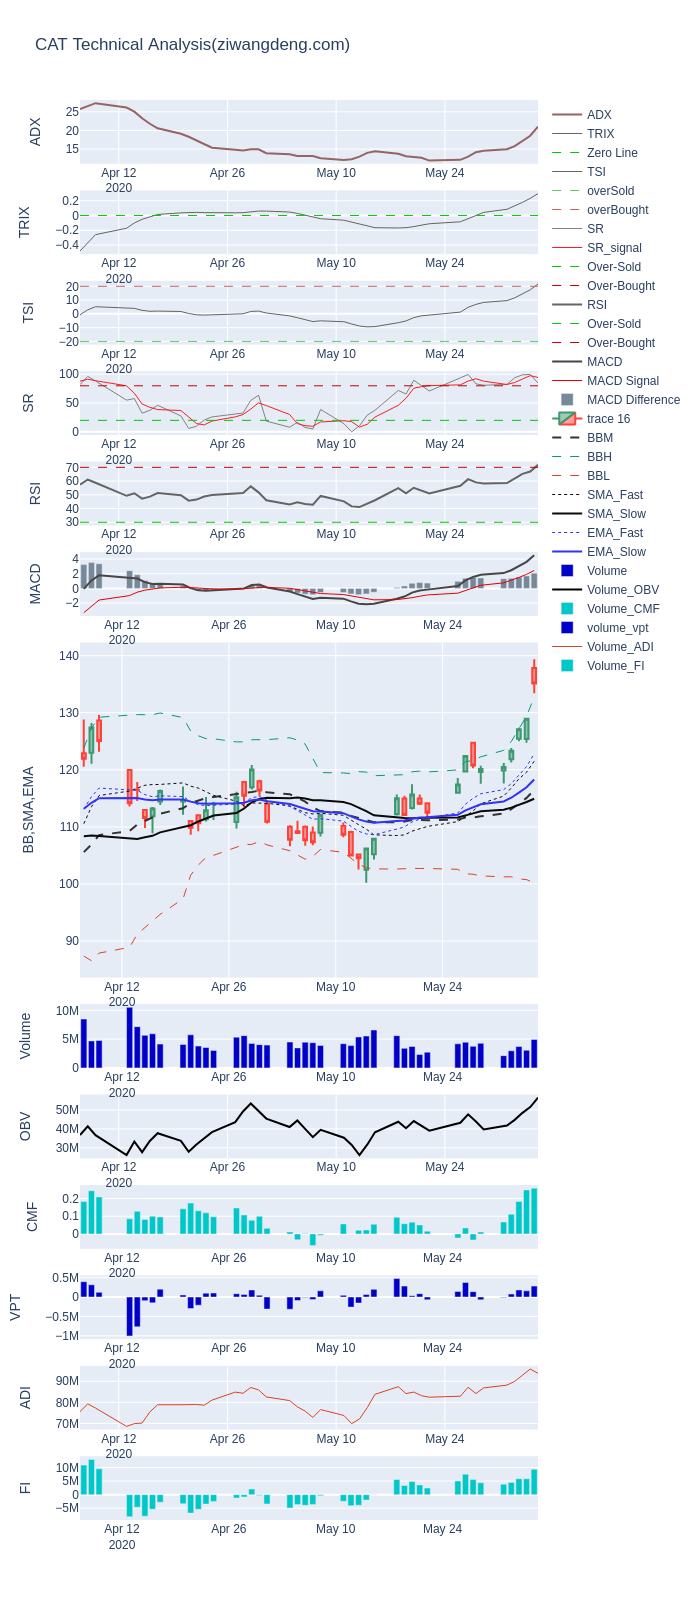 CAT Technical Analysis(ziwangdeng.com)
ADX
25
20
15
Apr 12
2020
Apr 26
May 10
May 24
TRIX
0.2
0
−0.2
−0.4
Apr 12
2020
Apr 26
May 10
May 24
TSI
20
10
0
−10
−20
Apr 12
2020
Apr 26
May 10
May 24
SR
100
50
0
Apr 12
2020
Apr 26
May 10
May 24
RSI
70
60
50
40
30
Apr 12
2020
Apr 26
May 10
May 24
MACD
4
2
0
−2
Apr 12
2020
Apr 26
May 10
May 24
BB,SMA,EMA
140
130
120
110
100
90
Apr 12
2020
Apr 26
May 10
May 24
Volume
10M
5M
0
Apr 12
2020
Apr 26
May 10
May 24
OBV
50M
40M
30M
Apr 12
2020
Apr 26
May 10
May 24
CMF
0.2
0.1
0
Apr 12
2020
Apr 26
May 10
May 24
VPT
0.5M
0
−0.5M
−1M
Apr 12
2020
Apr 26
May 10
May 24
ADI
90M
80M
70M
Apr 12
2020
Apr 26
May 10
May 24
FI
10M
5M
0
−5M
Apr 12
2020
Apr 26
May 10
May 24
ADX
TRIX
Zero Line
TSI
overSold
overBought
SR
SR_signal
Over-Sold
Over-Bought
RSI
Over-Sold
Over-Bought
MACD
MACD Signal
MACD Difference
trace 16
BBM
BBH
BBL
SMA_Fast
SMA_Slow
EMA_Fast
EMA_Slow
Volume
Volume_OBV
Volume_CMF
volume_vpt
Volume_ADI
Volume_FI